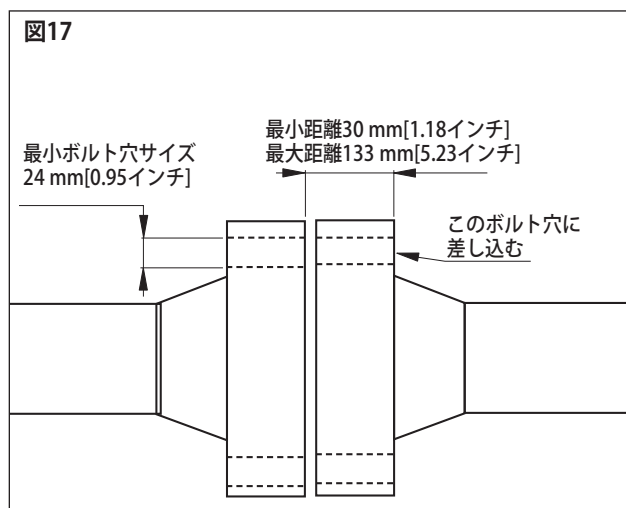 図17
最小距離30 mm[1.18インチ]
最大距離133 mm[5.23インチ]
最小ボルト穴サイズ
24 mm[0.95インチ]
このボルト穴に
差し込む